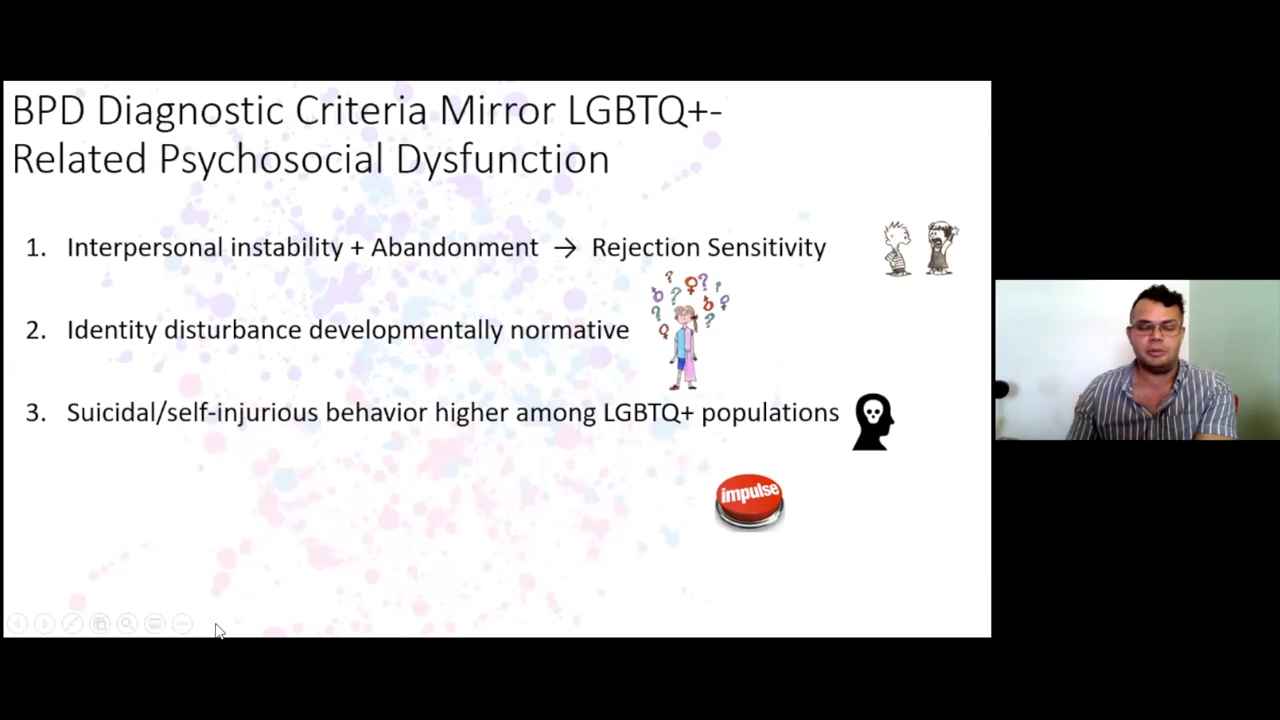 BPD Diagnostic Criteria Mirror LGBTQ+-
Related Psychosocial Dysfunction
1. Interpersonal instability + Abandonment → Rejection Sensitivity
2. Identity disturbance developmentally normative
3. Suicidal/self-injurious behavior higher among LGBTQ+ populations
impulse